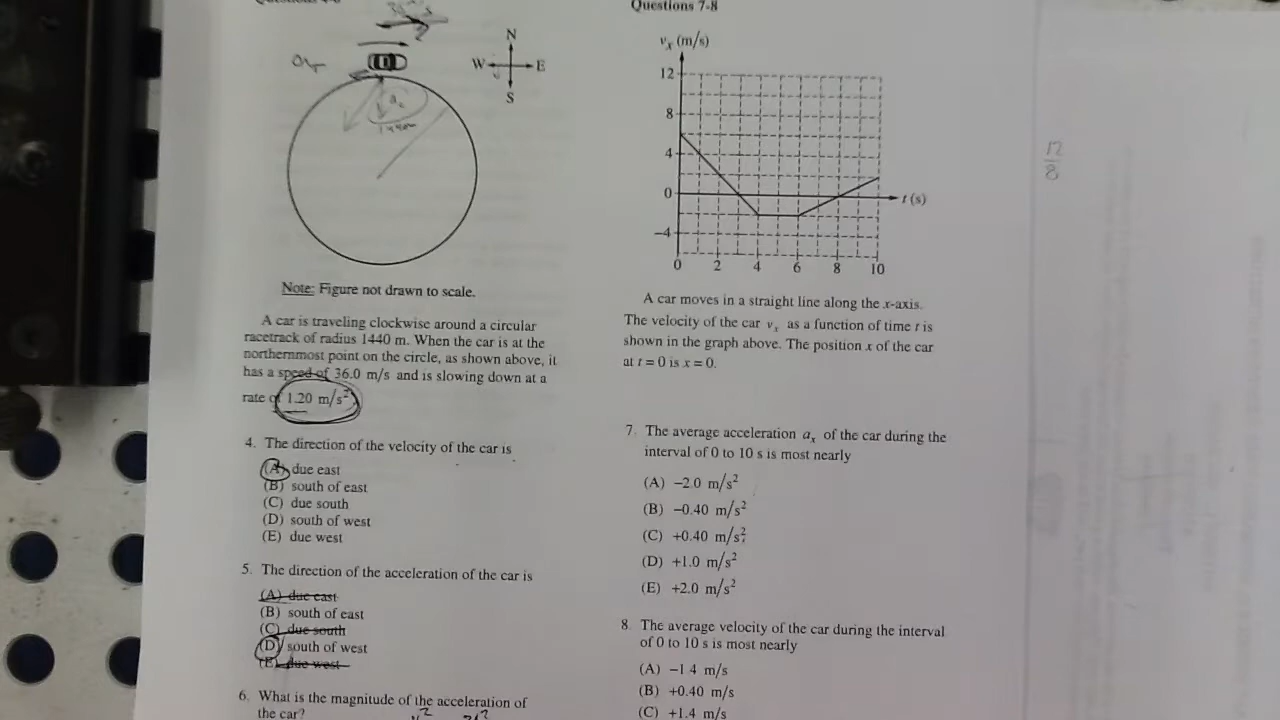 Questions 7-8
N
W E
S
a_c
1440m
Note: Figure not drawn to scale.
A car is traveling clockwise around a circular
racetrack of radius 1440 m. When the car is at the
northernmost point on the circle, as shown above, it
has a speed of 36.0 m/s and is slowing down at a
rate of 1.20 m/s²
4. The direction of the velocity of the car is
(A) due east
(B) south of east
(C) due south
(D) south of west
(E) due west
5. The direction of the acceleration of the car is
(A) due east
(B) south of east
(C) due south
(D) south of west
(E) due west
6. What is the magnitude of the acceleration of
the car?
vₓ (m/s)
12
8
4
0
t (s)
−4
0 2 4 6 8 10
A car moves in a straight line along the x-axis.
The velocity of the car vₓ as a function of time t is
shown in the graph above. The position x of the car
at t = 0 is x = 0.
7. The average acceleration aₓ of the car during the
interval of 0 to 10 s is most nearly
(A) −2.0 m/s²
(B) −0.40 m/s²
(C) +0.40 m/s²
(D) +1.0 m/s²
(E) +2.0 m/s²
8. The average velocity of the car during the interval
of 0 to 10 s is most nearly
(A) −1.4 m/s
(B) +0.40 m/s
(C) +1.4 m/s
12
8